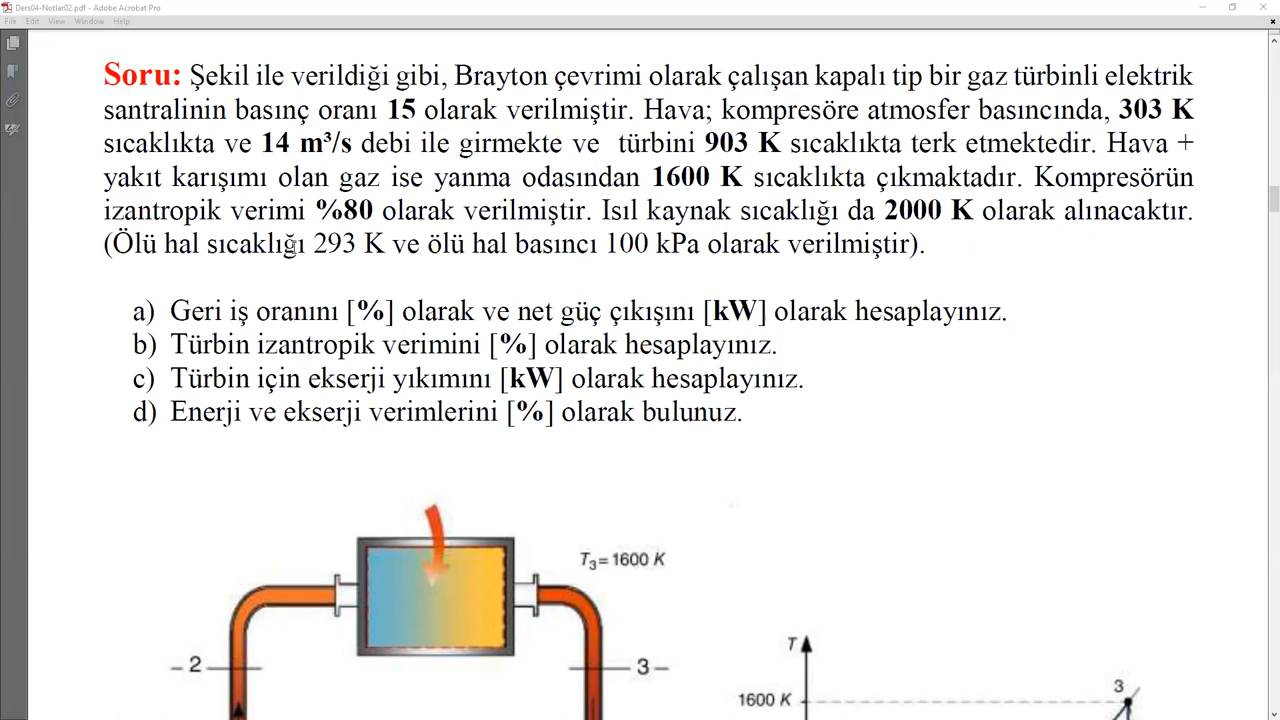 Ders04-Notlar02.pdf - Adobe Acrobat Pro
File Edit View Window Help
Soru: Şekil ile verildiği gibi, Brayton çevrimi olarak çalışan kapalı tip bir gaz türbinli elektrik
santralinin basınç oranı 15 olarak verilmiştir. Hava; kompresöre atmosfer basıncında, 303 K
sıcaklıkta ve 14 m³/s debi ile girmekte ve türbini 903 K sıcaklıkta terk etmektedir. Hava +
yakıt karışımı olan gaz ise yanma odasından 1600 K sıcaklıkta çıkmaktadır. Kompresörün
izantropik verimi %80 olarak verilmiştir. Isıl kaynak sıcaklığı da 2000 K olarak alınacaktır.
(Ölü hal sıcaklığı 293 K ve ölü hal basıncı 100 kPa olarak verilmiştir).
a) Geri iş oranını [%] olarak ve net güç çıkışını [kW] olarak hesaplayınız.
b) Türbin izantropik verimini [%] olarak hesaplayınız.
c) Türbin için ekserji yıkımını [kW] olarak hesaplayınız.
d) Enerji ve ekserji verimlerini [%] olarak bulunuz.
T3=1600 K
2
3
T
3
1600 K